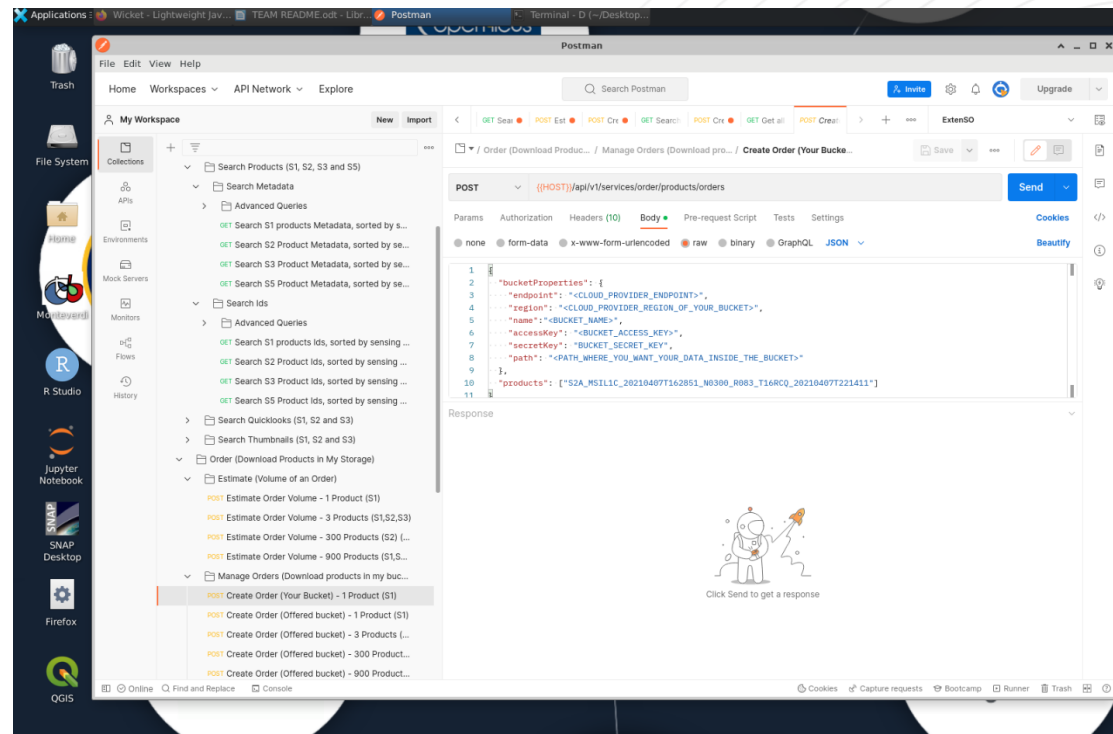 Applications
Wicket - Lightweight Jav...
TEAM README.odt - Libr...
Postman
Terminal - D (~/Desktop...
Trash
File System
Home
Monteverdi
R Studio
Jupyter
Notebook
SNAP
SNAP
Desktop
Firefox
QGIS
Postman
File Edit View Help
Home Workspaces API Network Explore
Search Postman
Invite
Upgrade
My Workspace
New Import
GET Sear POST Est POST Cre GET Search POST Cre GET Get all POST Creat
ExtenSO
Collections
APIs
Environments
Mock Servers
Monitors
Flows
History
Search Products (S1, S2, S3 and S5)
Search Metadata
Advanced Queries
GET Search S1 products Metadata, sorted by s...
GET Search S2 Product Metadata, sorted by se...
GET Search S3 Product Metadata, sorted by se...
GET Search S5 Product Metadata, sorted by se...
Search Ids
Advanced Queries
GET Search S1 products Ids, sorted by sensing ...
GET Search S2 Product Ids, sorted by sensing ...
GET Search S3 Product Ids, sorted by sensing ...
GET Search S5 Product Ids, sorted by sensing ...
Search Quicklooks (S1, S2 and S3)
Search Thumbnails (S1, S2 and S3)
Order (Download Products in My Storage)
Estimate (Volume of an Order)
POST Estimate Order Volume - 1 Product (S1)
POST Estimate Order Volume - 3 Products (S1,S2,S3)
POST Estimate Order Volume - 300 Products (S2) (...
POST Estimate Order Volume - 900 Products (S1,S...
Manage Orders (Download products in my buc...
POST Create Order (Your Bucket) - 1 Product (S1)
POST Create Order (Offered bucket) - 1 Product (S1)
POST Create Order (Offered bucket) - 3 Products (...
POST Create Order (Offered bucket) - 300 Product...
POST Create Order (Offered bucket) - 900 Product...
/ Order (Download Produc... / Manage Orders (Download pro... / Create Order (Your Bucke...
Save
POST {{HOST}}/api/v1/services/order/products/orders
Send
Params Authorization Headers (10) Body Pre-request Script Tests Settings
Cookies
none form-data x-www-form-urlencoded raw binary GraphQL JSON
Beautify
1 {
2 "bucketProperties": {
3 "endpoint": "<CLOUD_PROVIDER_ENDPOINT>",
4 "region": "<CLOUD_PROVIDER_REGION_OF_YOUR_BUCKET>",
5 "name":"<BUCKET_NAME>",
6 "accessKey": "<BUCKET_ACCESS_KEY>",
7 "secretKey": "BUCKET_SECRET_KEY",
8 "path": "<PATH_WHERE_YOU_WANT_YOUR_DATA_INSIDE_THE_BUCKET>"
9 },
10 "products": ["S2A_MSIL1C_20210407T162851_N0300_R083_T16RCQ_20210407T221411"]
11 }
Response
Click Send to get a response
Online Find and Replace Console
Cookies Capture requests Bootcamp Runner Trash